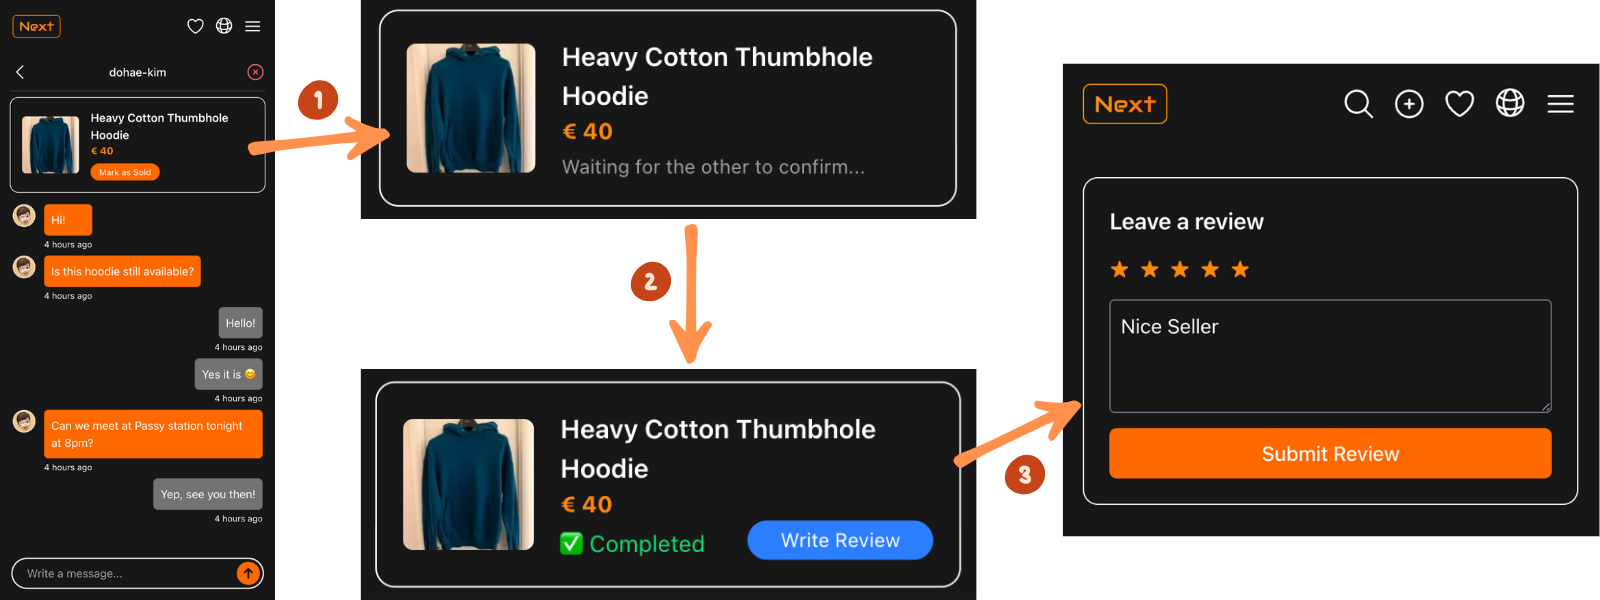 Next
dohae-kim
Heavy Cotton Thumbhole
Hoodie
€ 40
Mark as Sold
Hi!
4 hours ago
Is this hoodie still available?
4 hours ago
Hello!
4 hours ago
Yes it is 😊
4 hours ago
Can we meet at Passy station tonight
at 8pm?
4 hours ago
Yep, see you then!
4 hours ago
Write a message...
1
Heavy Cotton Thumbhole
Hoodie
€ 40
Waiting for the other to confirm...
2
Heavy Cotton Thumbhole
Hoodie
€ 40
✅ Completed
Write Review
3
Next
Leave a review
Nice Seller
Submit Review